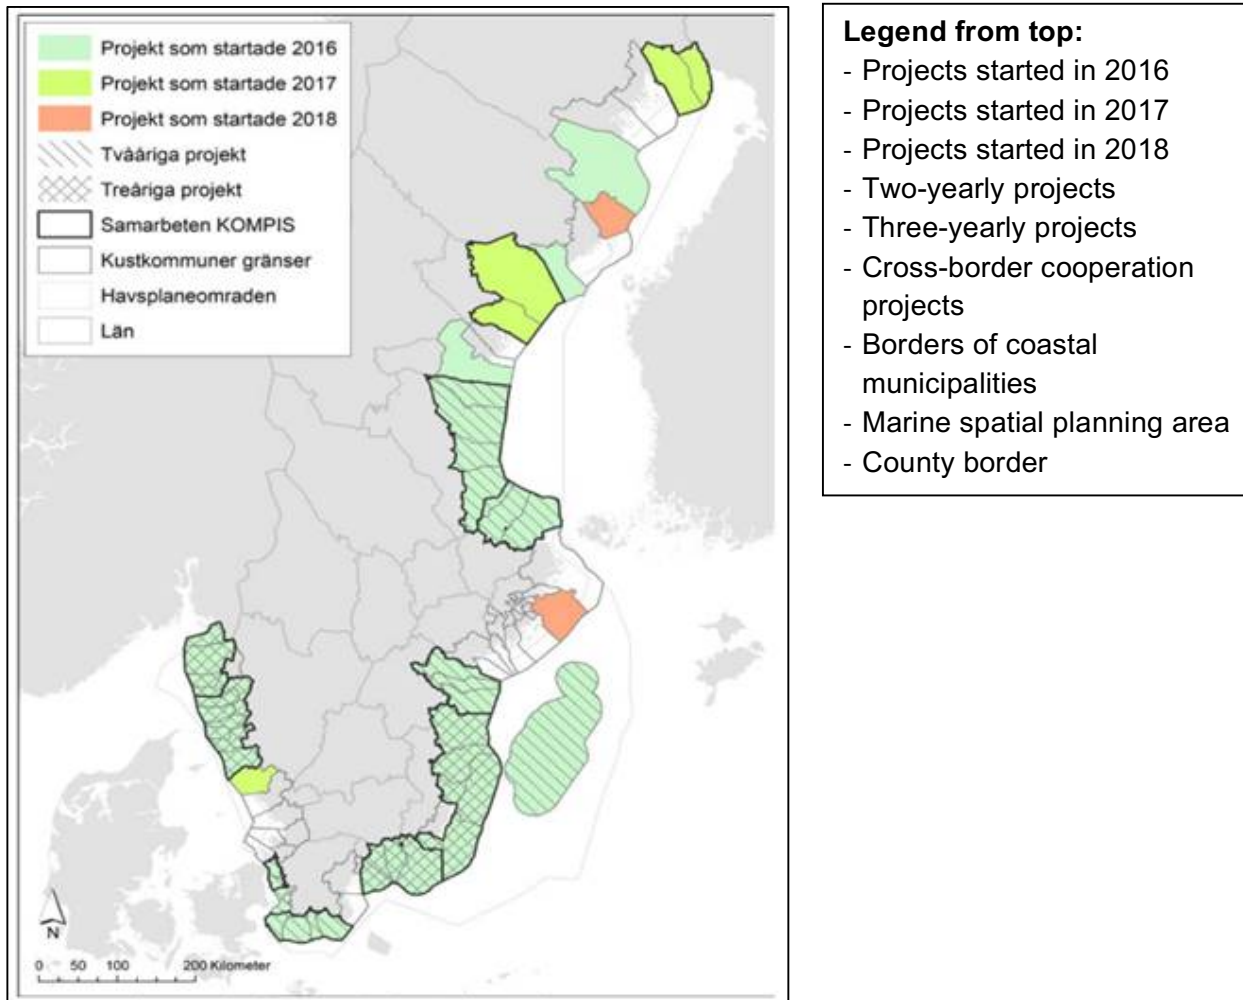 Projekt som startade 2016
Projekt som startade 2017
Projekt som startade 2018
Tvååriga projekt
Treåriga projekt
Samarbeten KOMPIS
Kustkommuner gränser
Havsplaneområden
Län
N
0 50 100 200 Kilometer
Legend from top:
- Projects started in 2016
- Projects started in 2017
- Projects started in 2018
- Two-yearly projects
- Three-yearly projects
- Cross-border cooperation
projects
- Borders of coastal
municipalities
- Marine spatial planning area
- County border